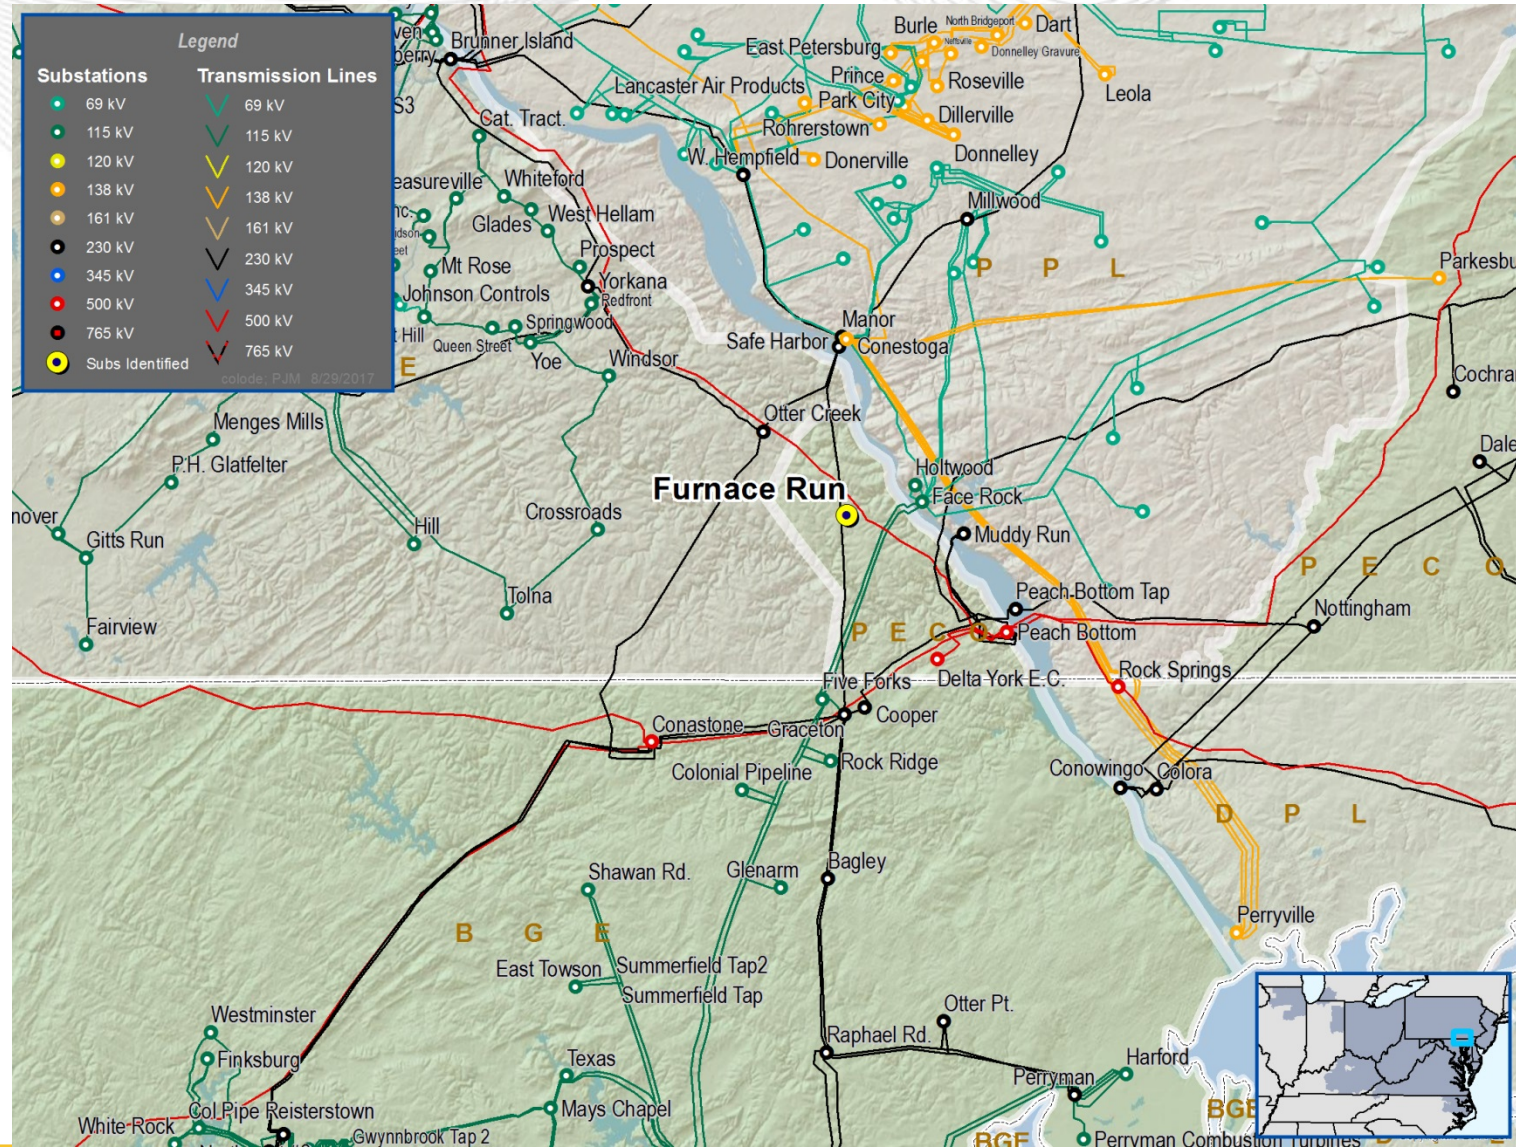 Legend
Substations
Transmission Lines
69 kV
69 kV
115 kV
115 kV
120 kV
120 kV
138 kV
138 kV
161 kV
161 kV
230 kV
230 kV
345 kV
345 kV
500 kV
500 kV
765 kV
765 kV
Subs Identified
colode; PJM 8/29/2017
Brunner Island
Cat. Tract.
Whiteford
Glades
West Hellam
Prospect
Mt Rose
Yorkana
Redfront
Johnson Controls
Springwood
Queen Street
Yoe
Windsor
Burle
North Bridgeport
Dart
East Petersburg
Neffsville
Donnelley Gravure
Prince
Roseville
Leola
Lancaster Air Products
Park City
Dillerville
Rohrerstown
W. Hempfield
Donerville
Donnelley
Millwood
P P L
Manor
Safe Harbor
Conestoga
E
Otter Creek
Menges Mills
P.H. Glatfelter
Holtwood
Furnace Run
Face Rock
Crossroads
Hill
Gitts Run
Muddy Run
P E C O
Tolna
Peach Bottom Tap
Nottingham
Fairview
P E C O
Peach Bottom
Five Forks
Delta York E.C.
Rock Springs
Conastone
Graceton
Cooper
Rock Ridge
Colonial Pipeline
Conowingo
Colora
D P L
Shawan Rd.
Glenarm
Bagley
B G E
Perryville
East Towson
Summerfield Tap2
Summerfield Tap
Otter Pt.
Westminster
Raphael Rd.
Finksburg
Texas
Harford
Perryman
White Rock
Col Pipe Reisterstown
Mays Chapel
Gwynnbrook Tap 2
BGE
BGE
Perryman Combustion Turbines